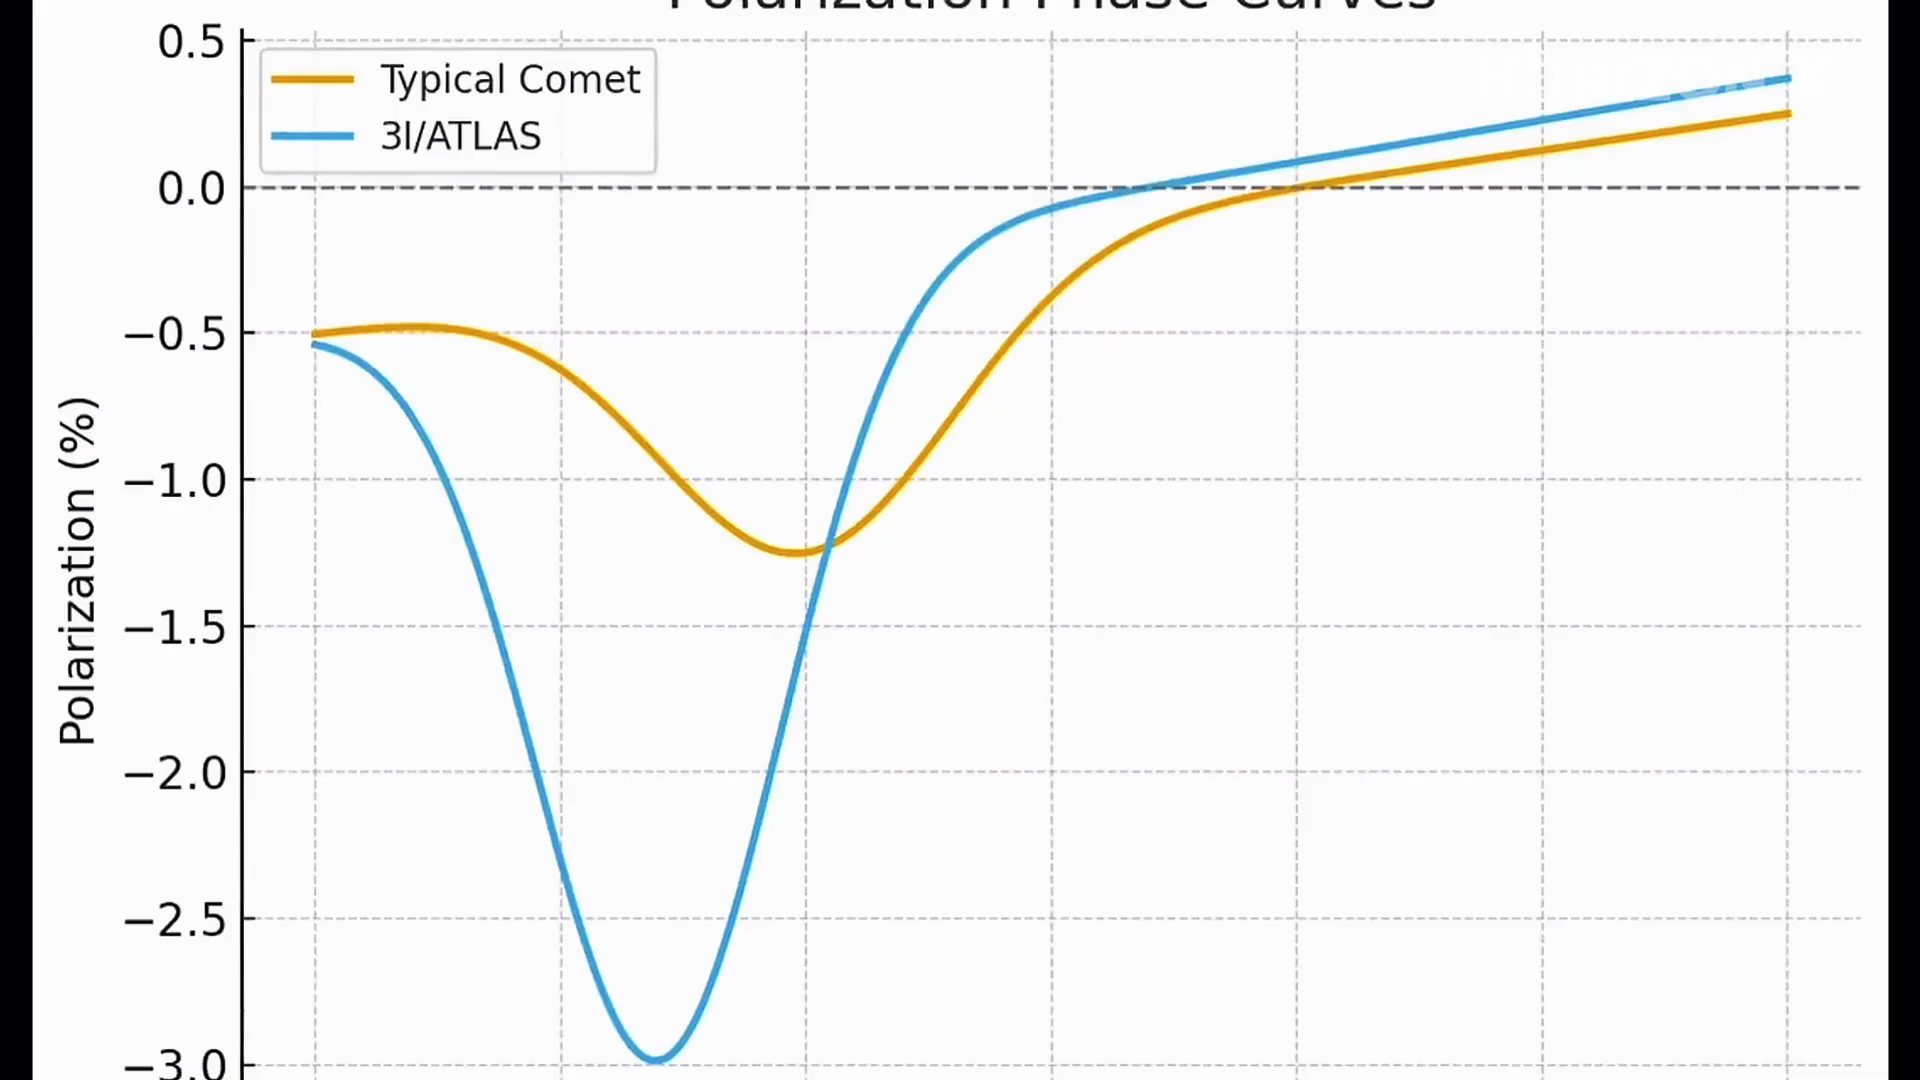 Polarization Phase Curves
0.5
Typical Comet
3I/ATLAS
0.0
−0.5
−1.0
−1.5
−2.0
−2.5
−3.0
Polarization (%)